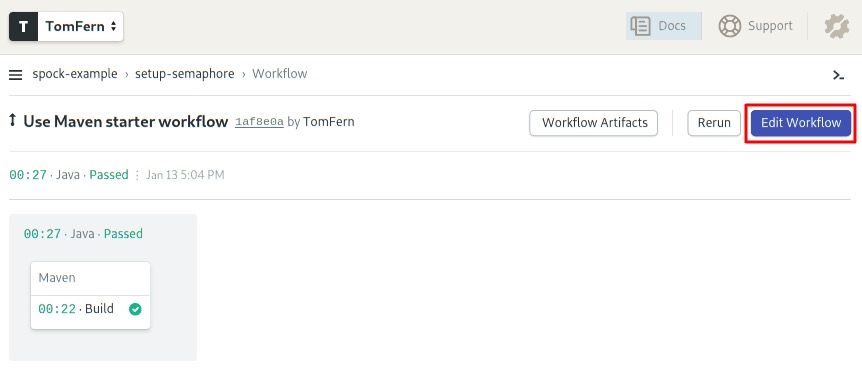 T TomFern Docs Support
spock-example › setup-semaphore › Workflow
Use Maven starter workflow 1af8e0a by TomFern Workflow Artifacts Rerun Edit Workflow
00:27 · Java · Passed Jan 13 5:04 PM
00:27 · Java · Passed
Maven
00:22 · Build